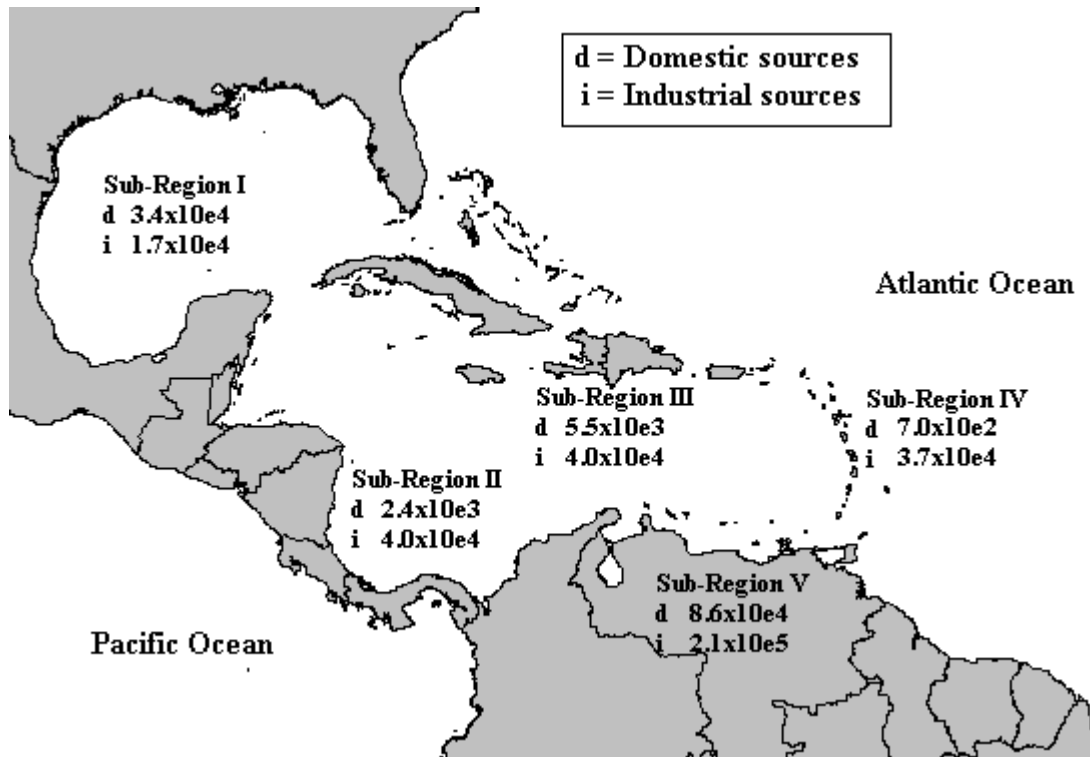 d = Domestic sources
i = Industrial sources
Sub-Region I
d 3.4x10e4
i 1.7x10e4
Atlantic Ocean
Sub-Region III
d 5.5x10e3
i 4.0x10e4
Sub-Region IV
d 7.0x10e2
i 3.7x10e4
Sub-Region II
d 2.4x10e3
i 4.0x10e4
Sub-Region V
d 8.6x10e4
i 2.1x10e5
Pacific Ocean